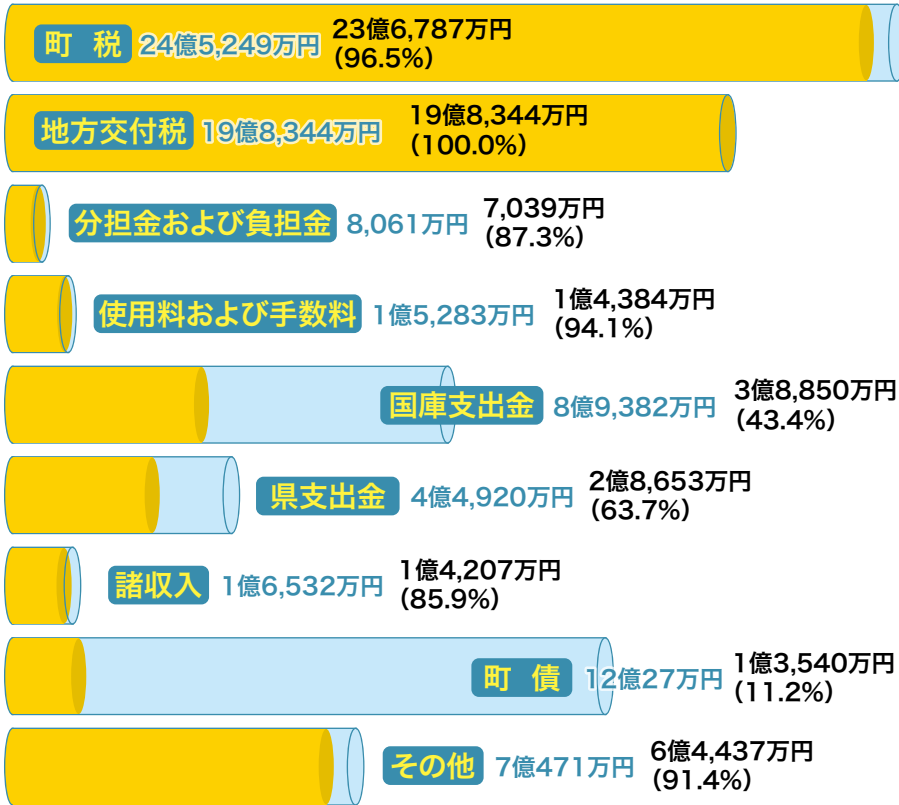 町 税 24億5,249万円 23億6,787万円
(96.5%)
地方交付税 19億8,344万円 19億8,344万円
(100.0%)
分担金および負担金 8,061万円 7,039万円
(87.3%)
使用料および手数料 1億5,283万円 1億4,384万円
(94.1%)
国庫支出金 8億9,382万円 3億8,850万円
(43.4%)
県支出金 4億4,920万円 2億8,653万円
(63.7%)
諸収入 1億6,532万円 1億4,207万円
(85.9%)
町 債 12億27万円 1億3,540万円
(11.2%)
その他 7億471万円 6億4,437万円
(91.4%)